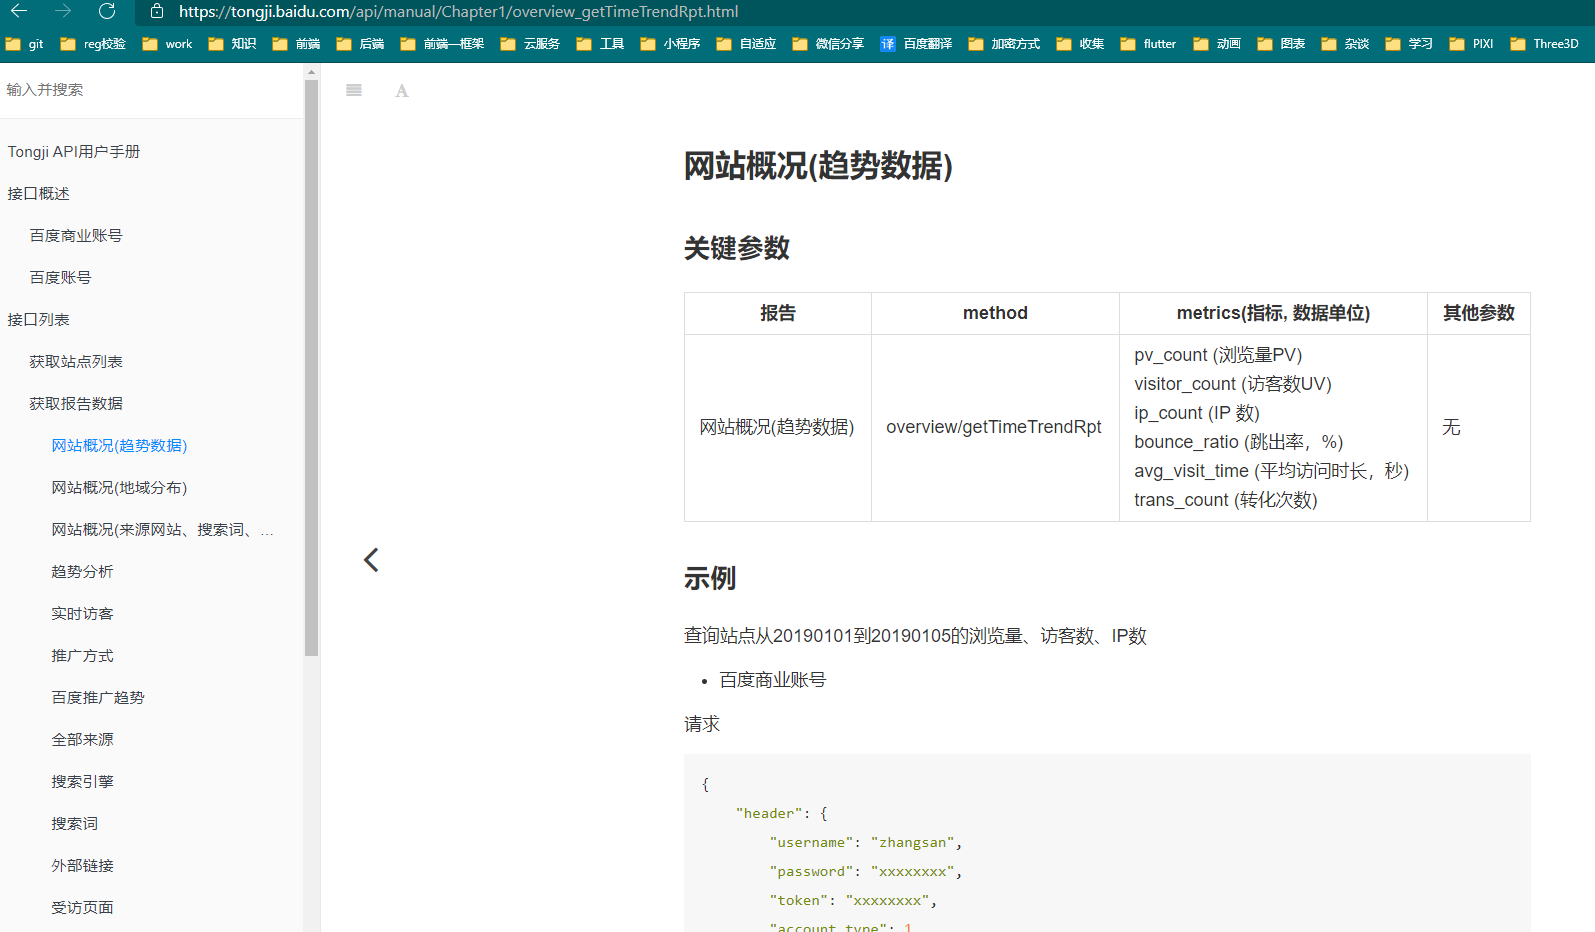 https://tongji.baidu.com/api/manual/Chapter1/overview_getTimeTrendRpt.html
git reg校验 work 知识 前端 后端 前端—框架 云服务 工具 小程序 自适应 微信分享 译 百度翻译 加密方式 收集 flutter 动画 图表 杂谈 学习 PIXI Three3D
输入并搜索
A
Tongji API用户手册
接口概述
百度商业账号
百度账号
接口列表
获取站点列表
获取报告数据
网站概况(趋势数据)
网站概况(地域分布)
网站概况(来源网站、搜索词、...
趋势分析
实时访客
推广方式
百度推广趋势
全部来源
搜索引擎
搜索词
外部链接
受访页面
网站概况(趋势数据)
关键参数
报告 method metrics(指标, 数据单位) 其他参数
网站概况(趋势数据) overview/getTimeTrendRpt
pv_count (浏览量PV)
visitor_count (访客数UV)
ip_count (IP 数)
bounce_ratio (跳出率，%)
avg_visit_time (平均访问时长，秒)
trans_count (转化次数)
无
示例
查询站点从20190101到20190105的浏览量、访客数、IP数
• 百度商业账号
请求
{
"header": {
"username": "zhangsan",
"password": "xxxxxxxx",
"token": "xxxxxxxx",
"account_type": 1